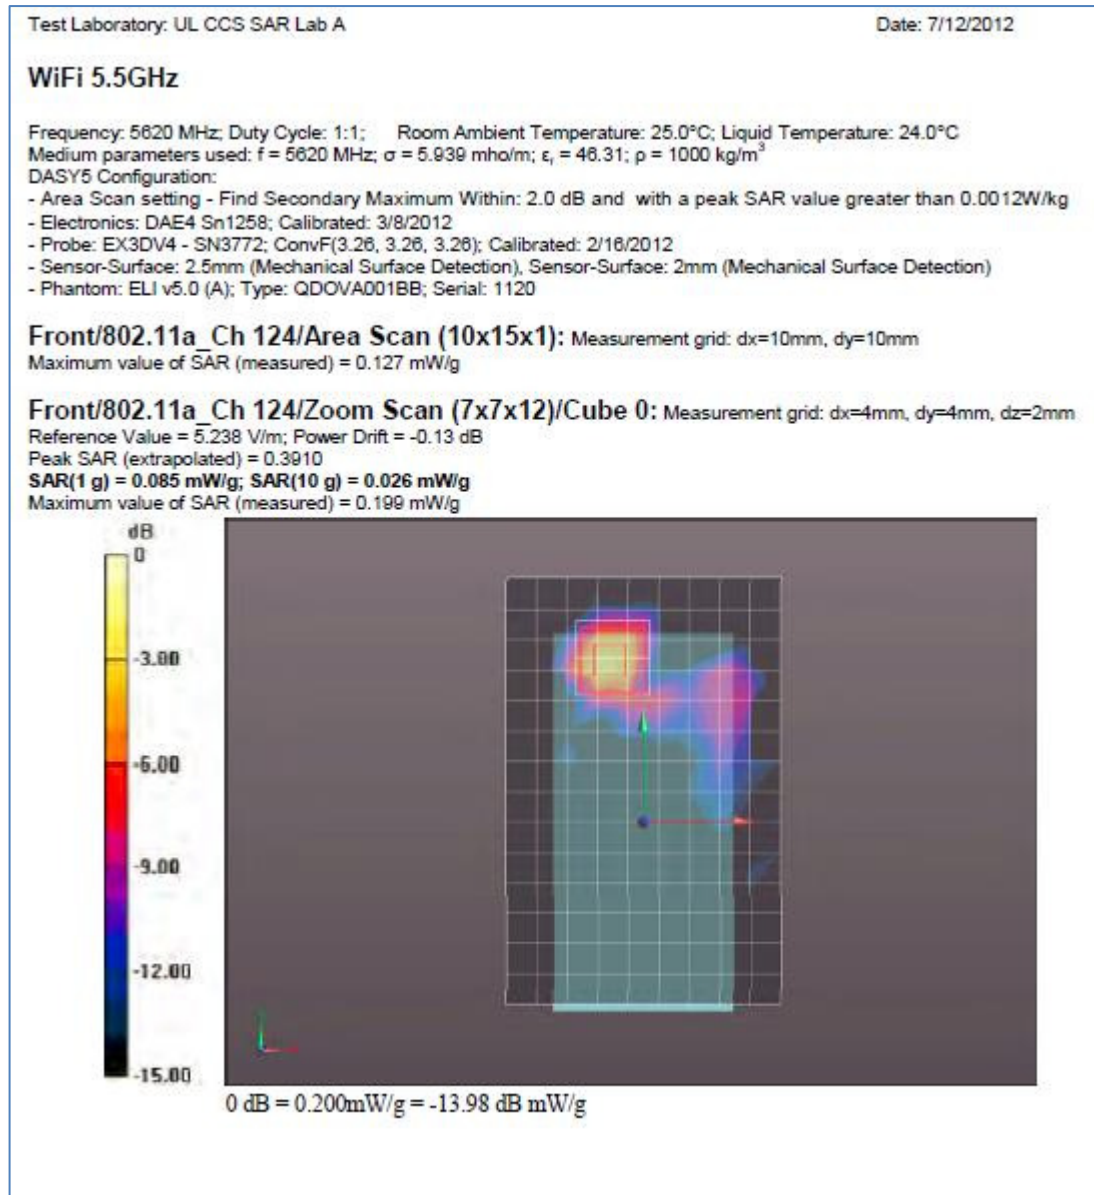 Test Laboratory: UL CCS SAR Lab A Date: 7/12/2012
WiFi 5.5GHz
Frequency: 5620 MHz; Duty Cycle: 1:1; Room Ambient Temperature: 25.0°C; Liquid Temperature: 24.0°C
Medium parameters used: f = 5620 MHz; σ = 5.939 mho/m; εr = 46.31; ρ = 1000 kg/m³
DASY5 Configuration:
- Area Scan setting - Find Secondary Maximum Within: 2.0 dB and with a peak SAR value greater than 0.0012W/kg
- Electronics: DAE4 Sn1258; Calibrated: 3/8/2012
- Probe: EX3DV4 - SN3772; ConvF(3.26, 3.26, 3.26); Calibrated: 2/16/2012
- Sensor-Surface: 2.5mm (Mechanical Surface Detection), Sensor-Surface: 2mm (Mechanical Surface Detection)
- Phantom: ELI v5.0 (A); Type: QDOVA001BB; Serial: 1120
Front/802.11a_Ch 124/Area Scan (10x15x1): Measurement grid: dx=10mm, dy=10mm
Maximum value of SAR (measured) = 0.127 mW/g
Front/802.11a_Ch 124/Zoom Scan (7x7x12)/Cube 0: Measurement grid: dx=4mm, dy=4mm, dz=2mm
Reference Value = 5.238 V/m; Power Drift = -0.13 dB
Peak SAR (extrapolated) = 0.3910
SAR(1 g) = 0.085 mW/g; SAR(10 g) = 0.026 mW/g
Maximum value of SAR (measured) = 0.199 mW/g
dB
0
-3.00
-6.00
-9.00
-12.00
-15.00
0 dB = 0.200mW/g = -13.98 dB mW/g